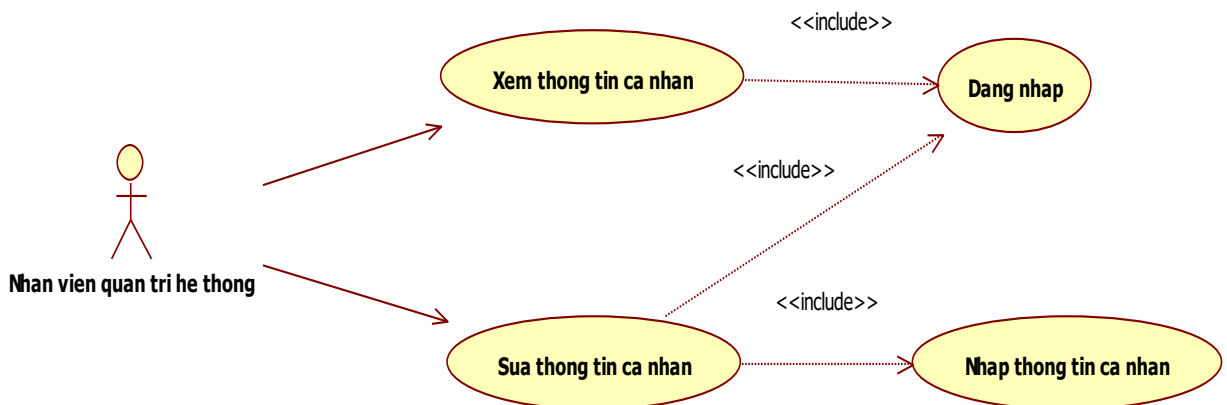 <<include>>
Xem thong tin ca nhan
Dang nhap
<<include>>
Nhan vien quan tri he thong
<<include>>
Sua thong tin ca nhan
Nhap thong tin ca nhan